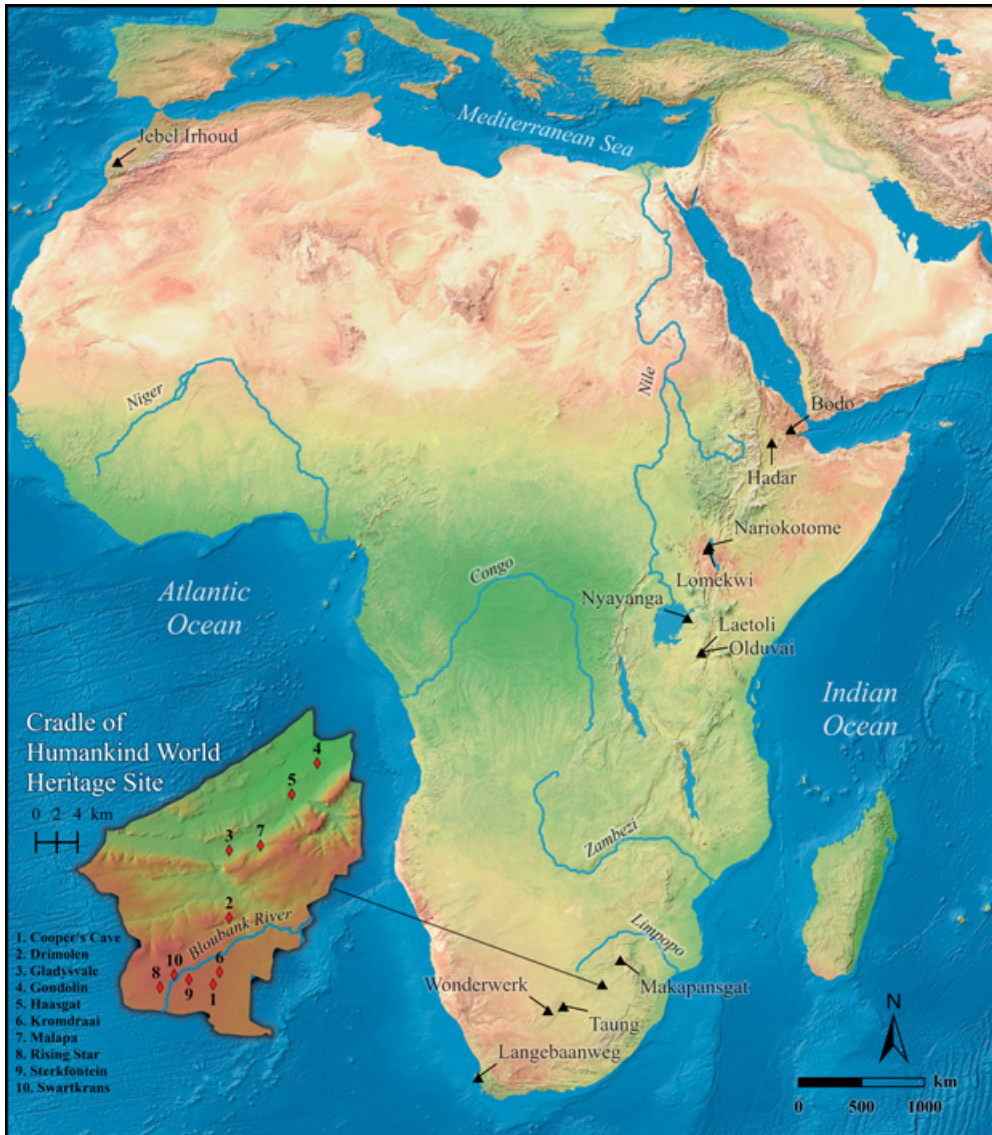 Mediterranean Sea
Jebel Irhoud
Nile
Niger
Bodo
Hadar
Nariokotome
Lomekwi
Congo
Nyayanga
Laetoli
Olduvai
Atlantic
Ocean
Indian
Ocean
Cradle of
Humankind World
Heritage Site
0 2 4 km
4
5
3
7
2
Bloubank River
10
6
8
9
1
1. Cooper's Cave
2. Drimolen
3. Gladysvale
4. Gondolin
5. Haasgat
6. Kromdraai
7. Malapa
8. Rising Star
9. Sterkfontein
10. Swartkrans
Zambezi
Limpopo
Makapansgat
Wonderwerk
Taung
Langebaanweg
N
km
0 500 1000